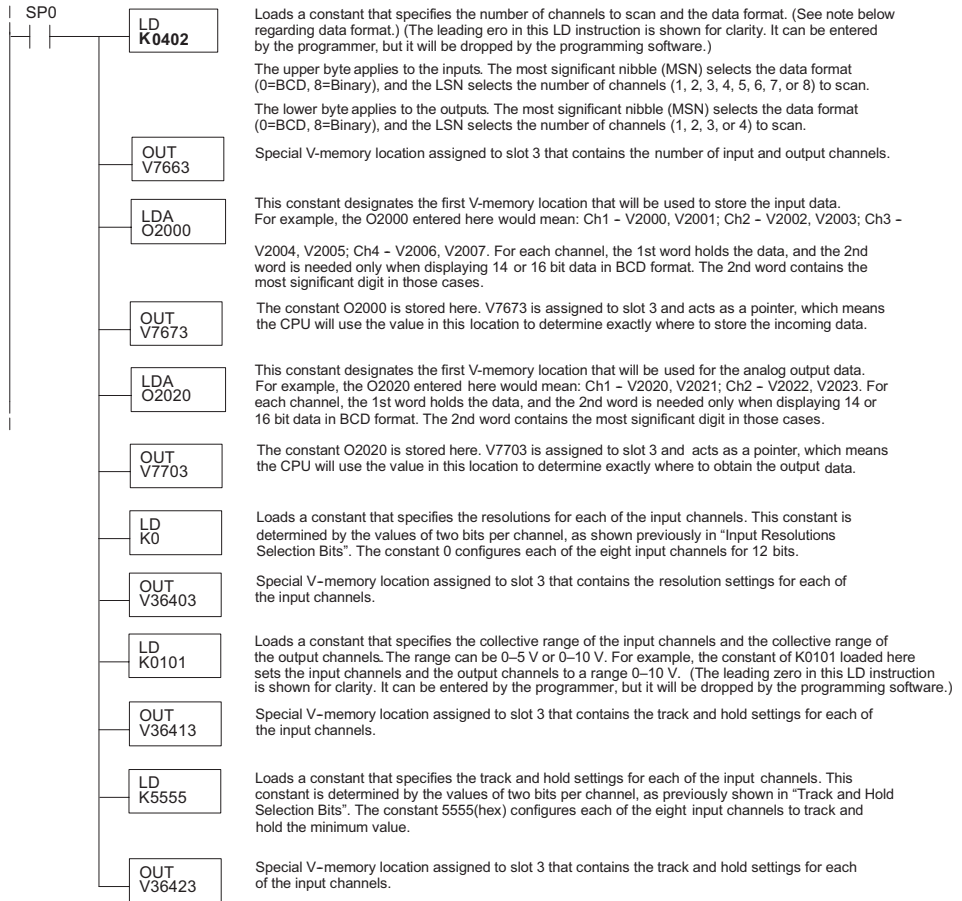 SP0
LD
K0402
Loads a constant that specifies the number of channels to scan and the data format. (See note below
regarding data format.) (The leading ero in this LD instruction is shown for clarity. It can be entered
by the programmer, but it will be dropped by the programming software.)
The upper byte applies to the inputs. The most significant nibble (MSN) selects the data format
(0=BCD, 8=Binary), and the LSN selects the number of channels (1, 2, 3, 4, 5, 6, 7, or 8) to scan.
The lower byte applies to the outputs. The most significant nibble (MSN) selects the data format
(0=BCD, 8=Binary), and the LSN selects the number of channels (1, 2, 3, or 4) to scan.
OUT
V7663
Special V-memory location assigned to slot 3 that contains the number of input and output channels.
LDA
O2000
This constant designates the first V-memory location that will be used to store the input data.
For example, the O2000 entered here would mean: Ch1 - V2000, V2001; Ch2 - V2002, V2003; Ch3 -
V2004, V2005; Ch4 - V2006, V2007. For each channel, the 1st word holds the data, and the 2nd
word is needed only when displaying 14 or 16 bit data in BCD format. The 2nd word contains the
most significant digit in those cases.
OUT
V7673
The constant O2000 is stored here. V7673 is assigned to slot 3 and acts as a pointer, which means
the CPU will use the value in this location to determine exactly where to store the incoming data.
LDA
O2020
This constant designates the first V-memory location that will be used for the analog output data.
For example, the O2020 entered here would mean: Ch1 - V2020, V2021; Ch2 - V2022, V2023. For
each channel, the 1st word holds the data, and the 2nd word is needed only when displaying 14 or
16 bit data in BCD format. The 2nd word contains the most significant digit in those cases.
OUT
V7703
The constant O2020 is stored here. V7703 is assigned to slot 3 and acts as a pointer, which means
the CPU will use the value in this location to determine exactly where to obtain the output data.
LD
K0
Loads a constant that specifies the resolutions for each of the input channels. This constant is
determined by the values of two bits per channel, as shown previously in “Input Resolutions
Selection Bits”. The constant 0 configures each of the eight input channels for 12 bits.
OUT
V36403
Special V-memory location assigned to slot 3 that contains the resolution settings for each of
the input channels.
LD
K0101
Loads a constant that specifies the collective range of the input channels and the collective range of
the output channels. The range can be 0–5 V or 0–10 V. For example, the constant of K0101 loaded here
sets the input channels and the output channels to a range 0–10 V. (The leading zero in this LD instruction
is shown for clarity. It can be entered by the programmer, but it will be dropped by the programming software.)
OUT
V36413
Special V-memory location assigned to slot 3 that contains the track and hold settings for each of
the input channels.
LD
K5555
Loads a constant that specifies the track and hold settings for each of the input channels. This
constant is determined by the values of two bits per channel, as previously shown in “Track and Hold
Selection Bits”. The constant 5555(hex) configures each of the eight input channels to track and
hold the minimum value.
OUT
V36423
Special V-memory location assigned to slot 3 that contains the track and hold settings for each
of the input channels.